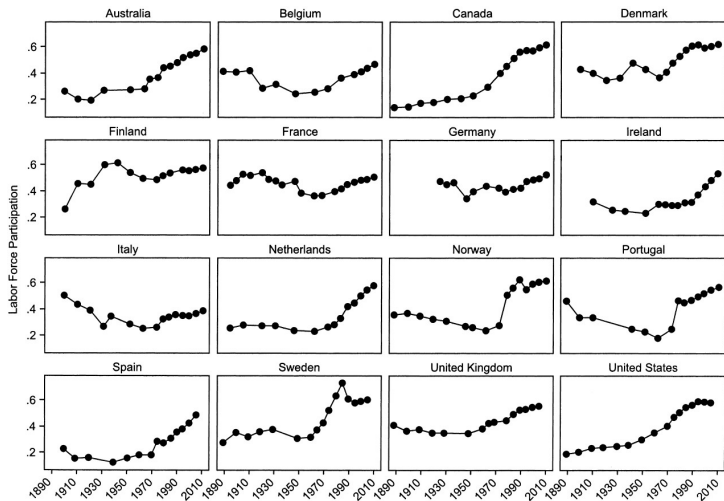 Australia Belgium Canada Denmark
.6
.4
.2
Finland France Germany Ireland
.6
.4
.2
Labor Force Participation
Italy Netherlands Norway Portugal
.6
.4
.2
Spain Sweden United Kingdom United States
.6
.4
.2
1890 1910 1930 1950 1970 1990 2010 1890 1910 1930 1950 1970 1990 2010 1890 1910 1930 1950 1970 1990 2010 1890 1910 1930 1950 1970 1990 2010